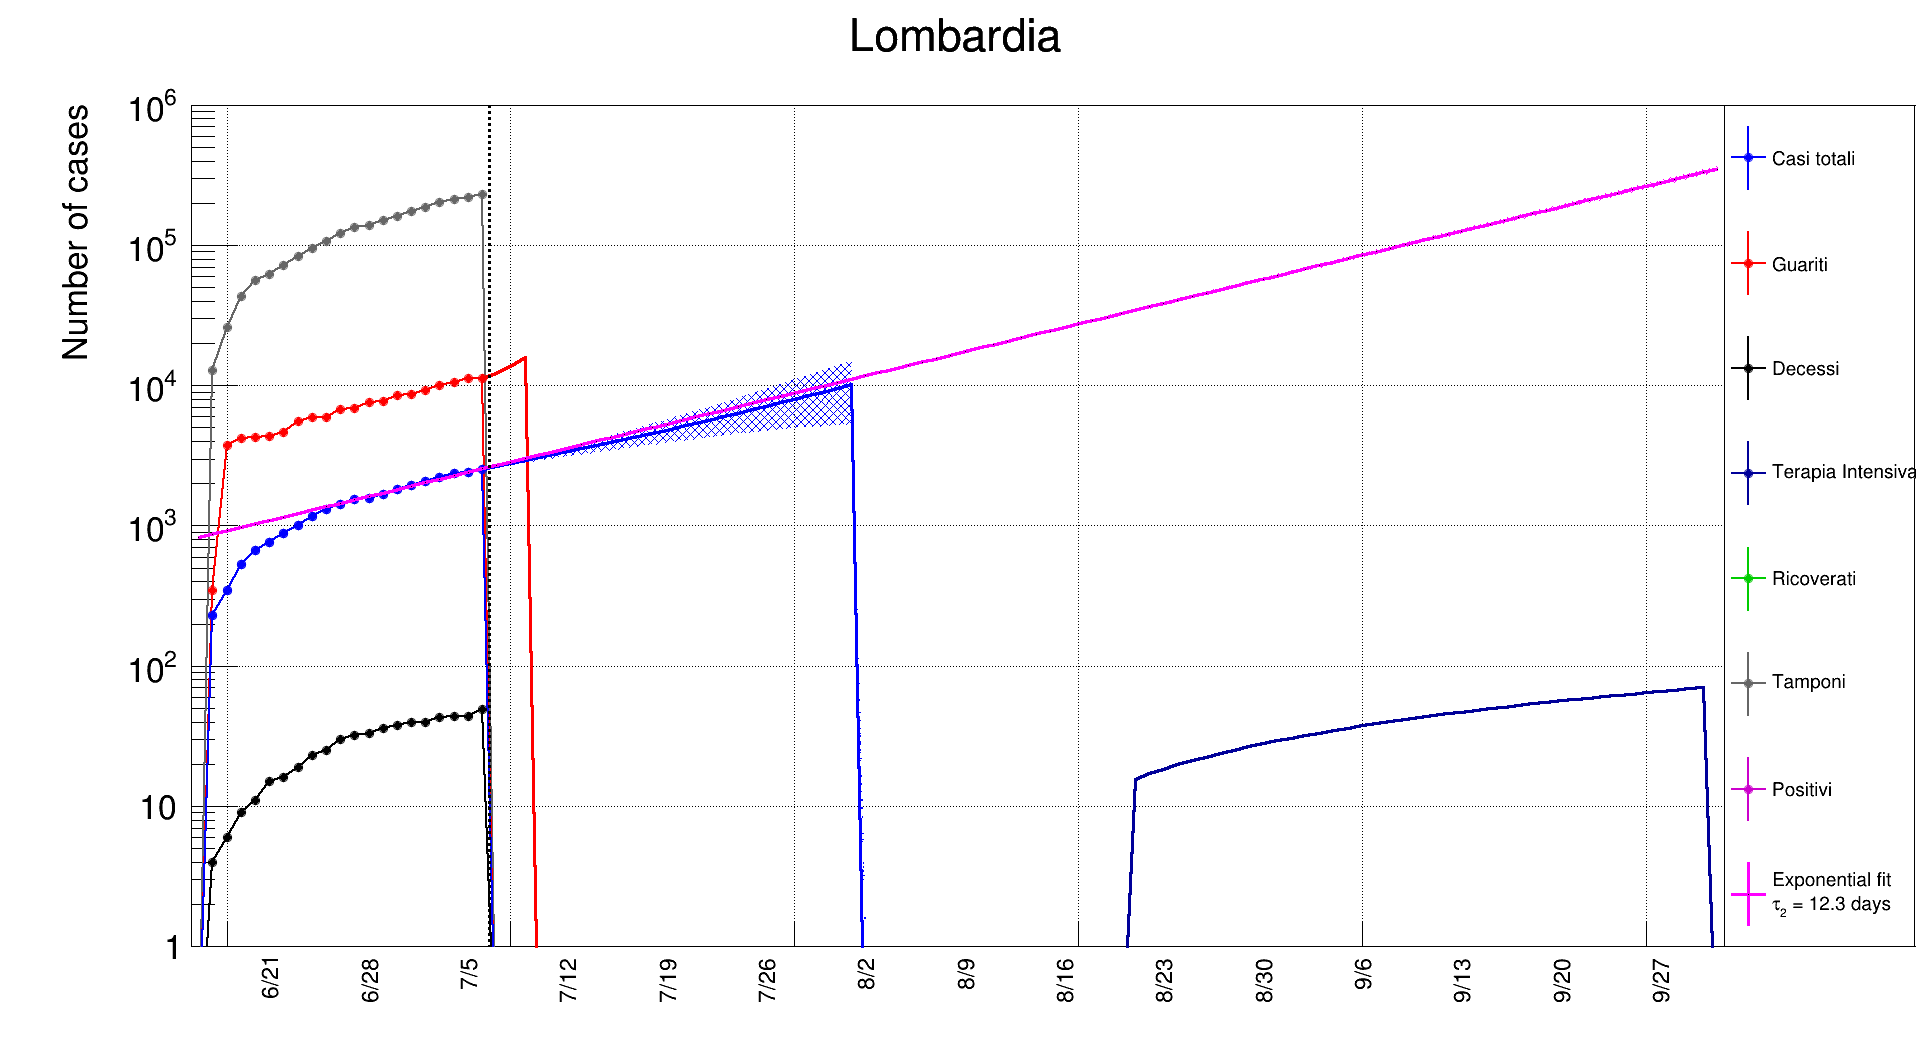 Lombardia
Number of cases
10^6
10^5
10^4
10^3
10^2
10
1
6/21
6/28
7/5
7/12
7/19
7/26
8/2
8/9
8/16
8/23
8/30
9/6
9/13
9/20
9/27
Casi totali
Guariti
Decessi
Terapia Intensiva
Ricoverati
Tamponi
Positivi
Exponential fit
τ₂ = 12.3 days